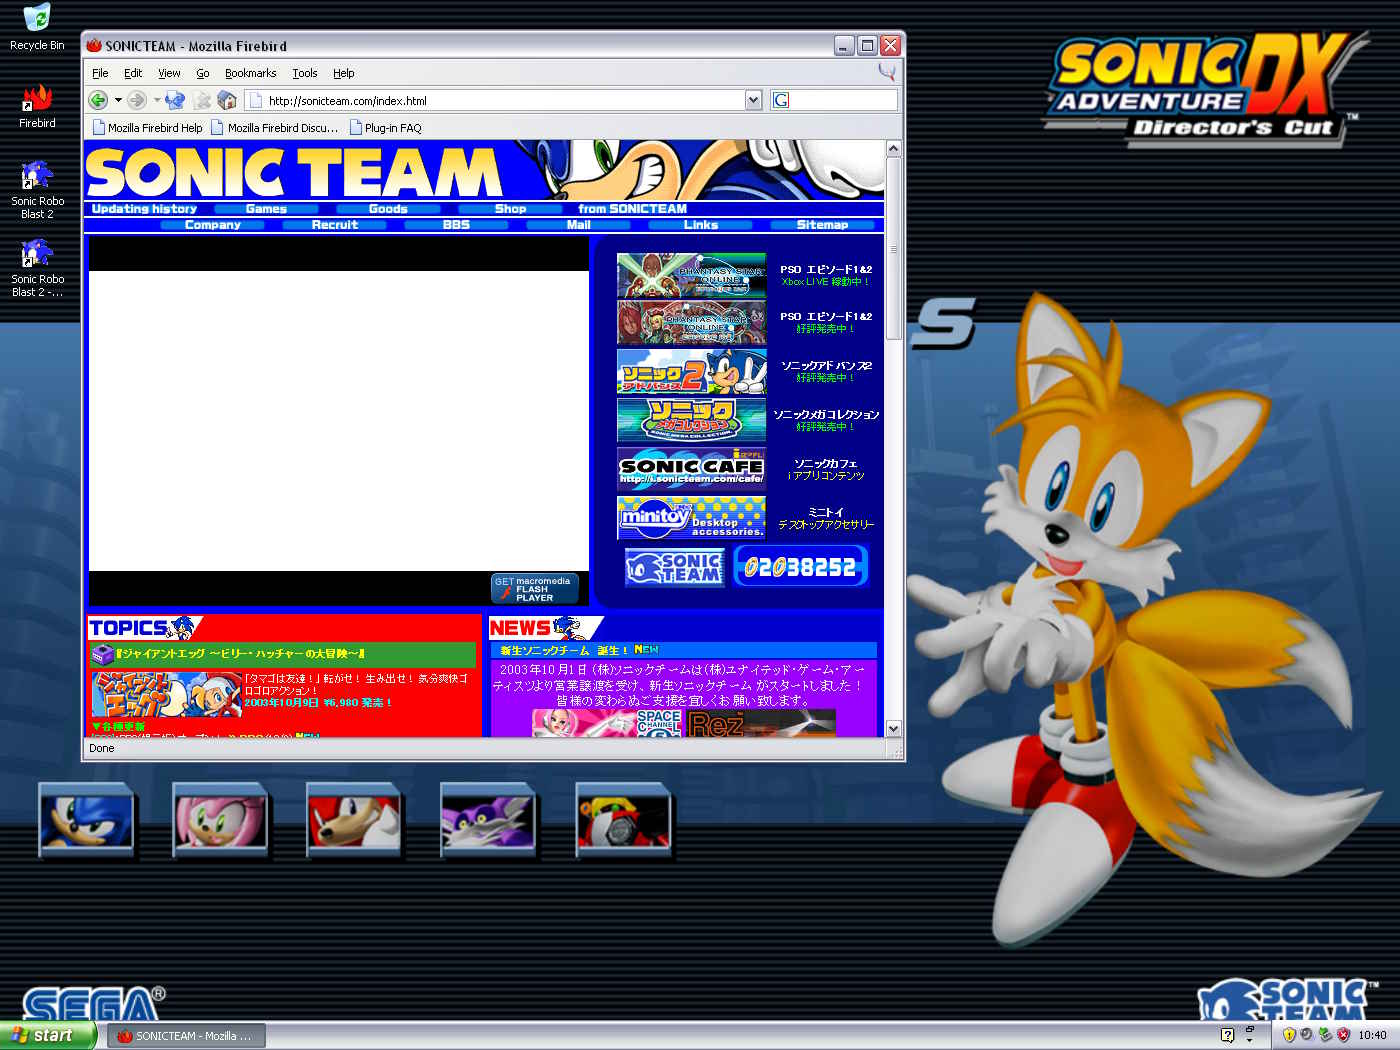 Recycle Bin
Firebird
Sonic Robo
Blast 2
Sonic Robo
Blast 2 -...
SONICTEAM - Mozilla Firebird
File Edit View Go Bookmarks Tools Help
http://sonicteam.com/index.html
G
Mozilla Firebird Help Mozilla Firebird Discu... Plug-in FAQ
SONIC TEAM
Updating history Games Goods Shop from SONICTEAM
Company Recruit BBS Mail Links Sitemap
PHANTASY STAR
ONLINE
PSO エピソード1&2
Xbox LIVE 稼動中！
PHANTASY STAR
ONLINE
EPISODE I&II
PSO エピソード1&2
好評発売中！
ソニック
アドバンス2
ソニックアドバンス2
好評発売中！
ソニック
メガコレクション
SONIC MEGA COLLECTION
ソニックメガコレクション
好評発売中！
SONIC CAFE
http://i.sonicteam.com/cafe/
ソニックカフェ
iアプリコンテンツ
minitoy
Desktop
accessories.
ミニトイ
デスクトップアクセサリー
SONIC
TEAM
02038252
GET macromedia
FLASH
PLAYER
TOPICS
『ジャイアントエッグ ～ビリー・ハッチャーの大冒険～』
ジャイアント
エッグ
「タマゴは友達！」転がせ！ 生み出せ！ 気分爽快ゴ
ロゴロアクション！
2003年10月9日 ¥6,980 発売！
▼各種更新
NEWS
新生ソニックチーム 誕生！ NEW
2003年10月1日 (株)ソニックチームは(株)ユナイテッド・ゲーム・アー
ティスツより営業譲渡を受け、新生ソニックチーム がスタートしました！
皆様の変わらぬご支援を宜しくお願い致します。
SPACE
CHANNEL
5
Rez
Done
SONIC
ADVENTURE DX™
Director's Cut
S
SEGA®
SONIC™
TEAM
start
SONICTEAM - Mozilla ...
10:40